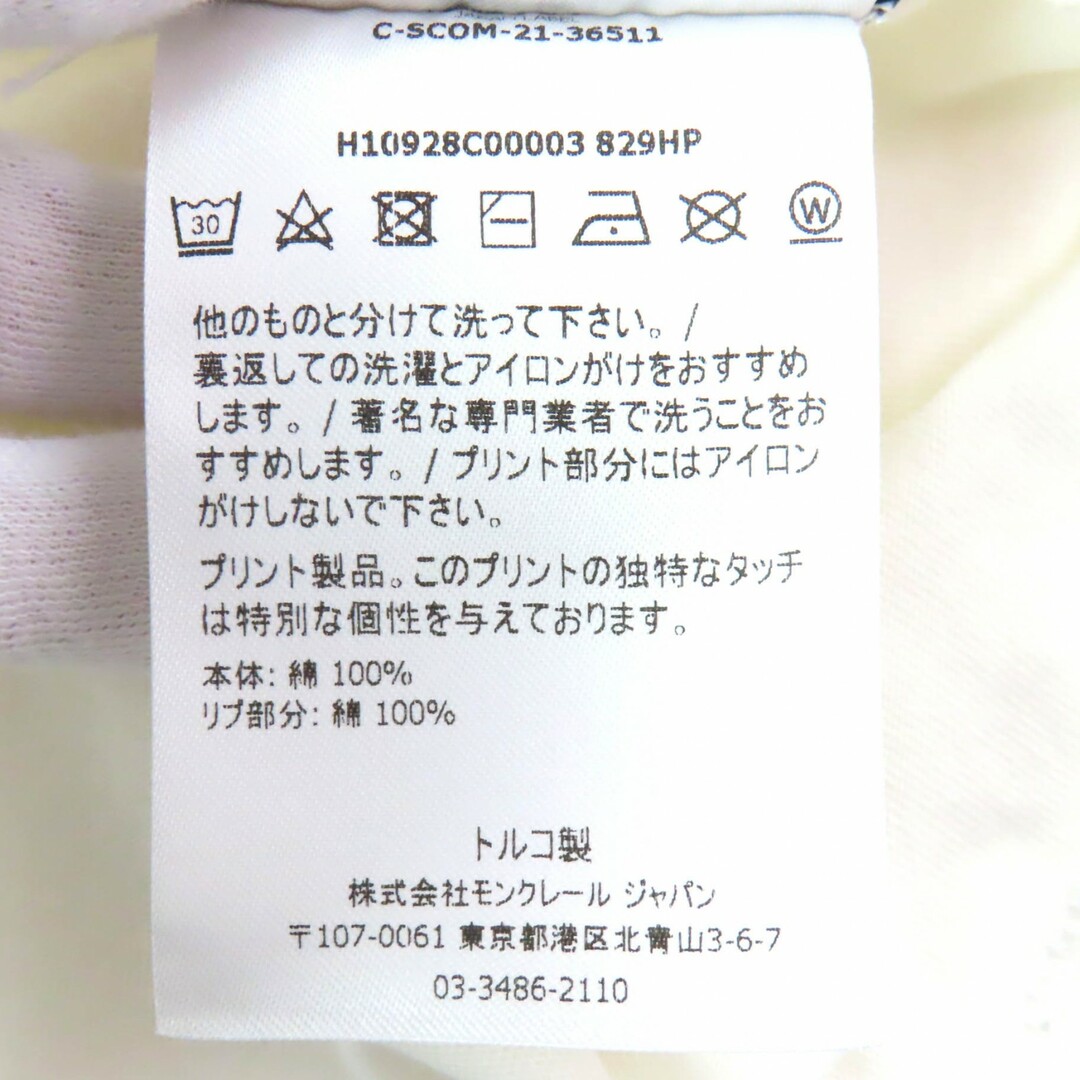 C-SCOM-21-36511
H10928C00003 829HP
30
W
他のものと分けて洗って下さい。/
裏返しての洗濯とアイロンがけをおすすめ
します。/ 著名な専門業者で洗うことをお
すすめします。/ プリント部分にはアイロン
がけしないで下さい。
プリント製品。このプリントの独特なタッチ
は特別な個性を与えております。
本体: 綿 100%
リブ部分: 綿 100%
トルコ製
株式会社モンクレール ジャパン
〒107-0061 東京都港区北青山3-6-7
03-3486-2110